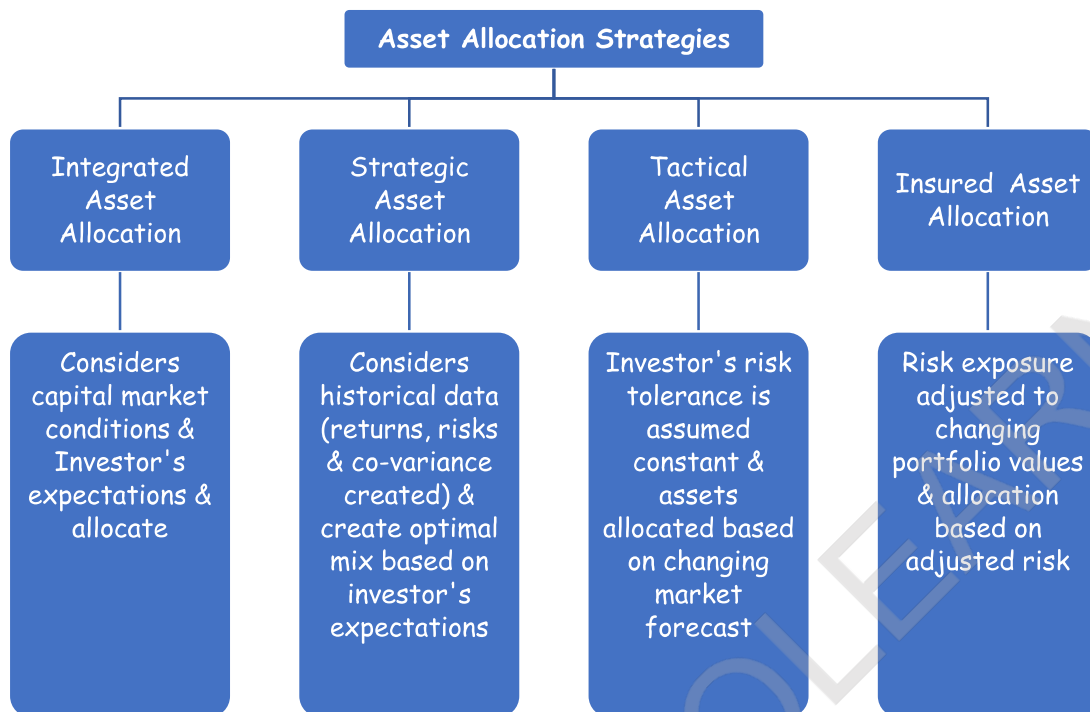 Asset Allocation Strategies
Integrated
Asset
Allocation
Strategic
Asset
Allocation
Tactical
Asset
Allocation
Insured Asset
Allocation
Considers
capital market
conditions &
Investor's
expectations &
allocate
Considers
historical data
(returns, risks
& co-variance
created) &
create optimal
mix based on
investor's
expectations
Investor's risk
tolerance is
assumed
constant &
assets
allocated based
on changing
market
forecast
Risk exposure
adjusted to
changing
portfolio values
& allocation
based on
adjusted risk